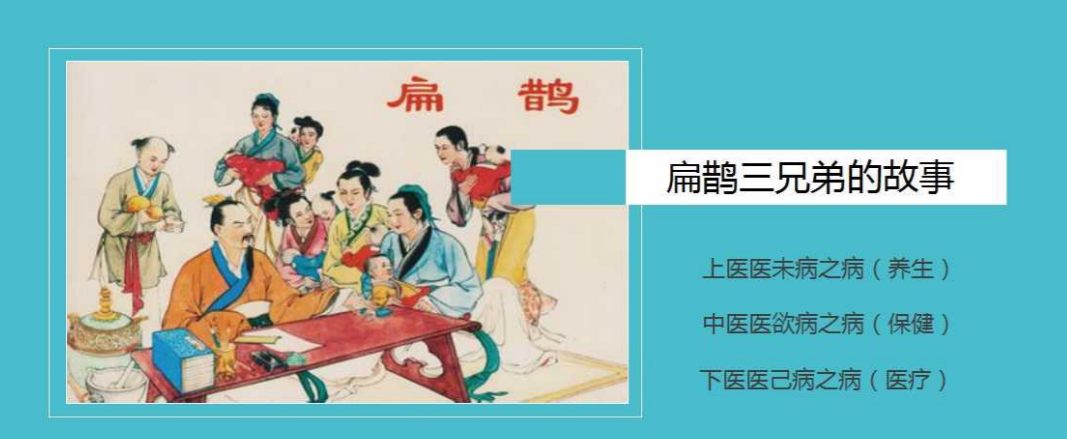 扁 鹊
扁鹊三兄弟的故事
上医医未病之病（养生）
中医医欲病之病（保健）
下医医己病之病（医疗）